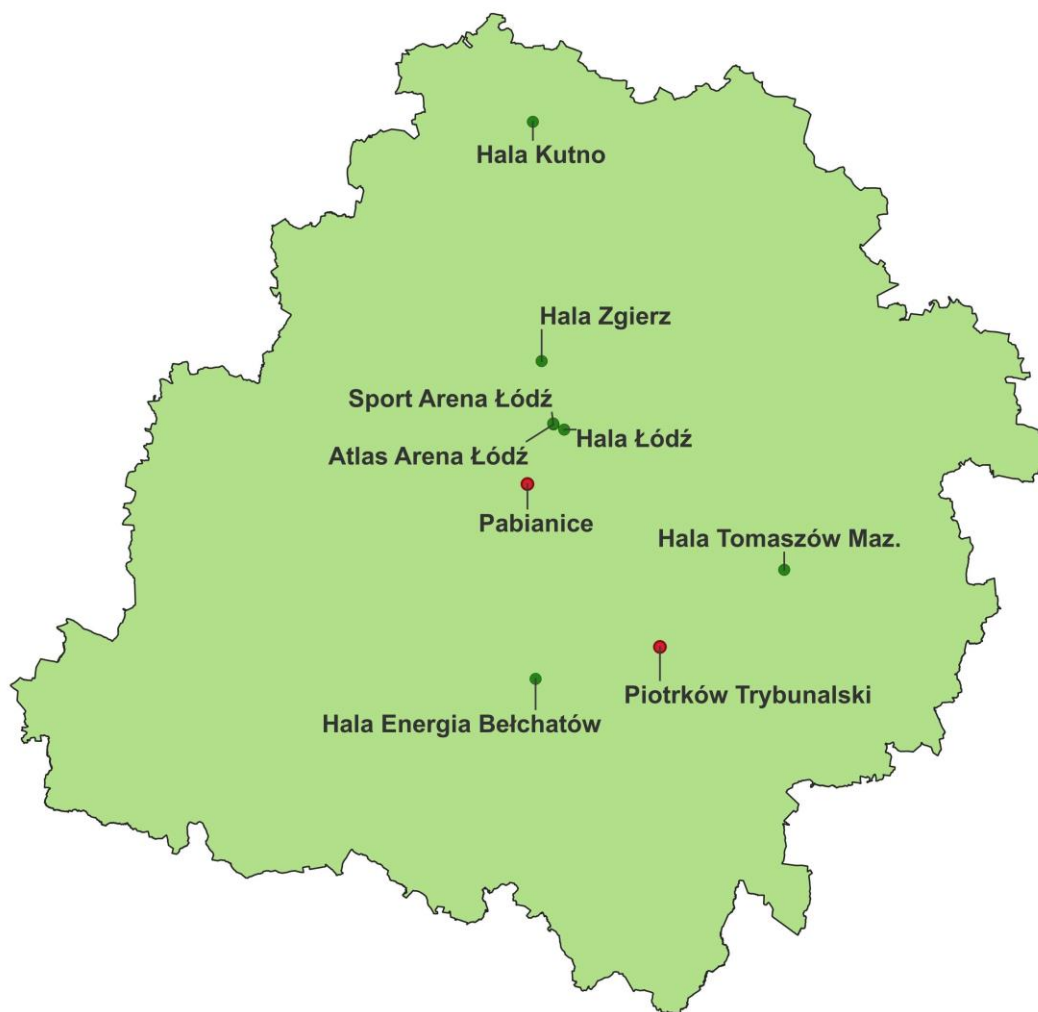 Hala Kutno
Hala Zgierz
Sport Arena Łódź
Hala Łódź
Atlas Arena Łódź
Pabianice
Hala Tomaszów Maz.
Piotrków Trybunalski
Hala Energia Bełchatów